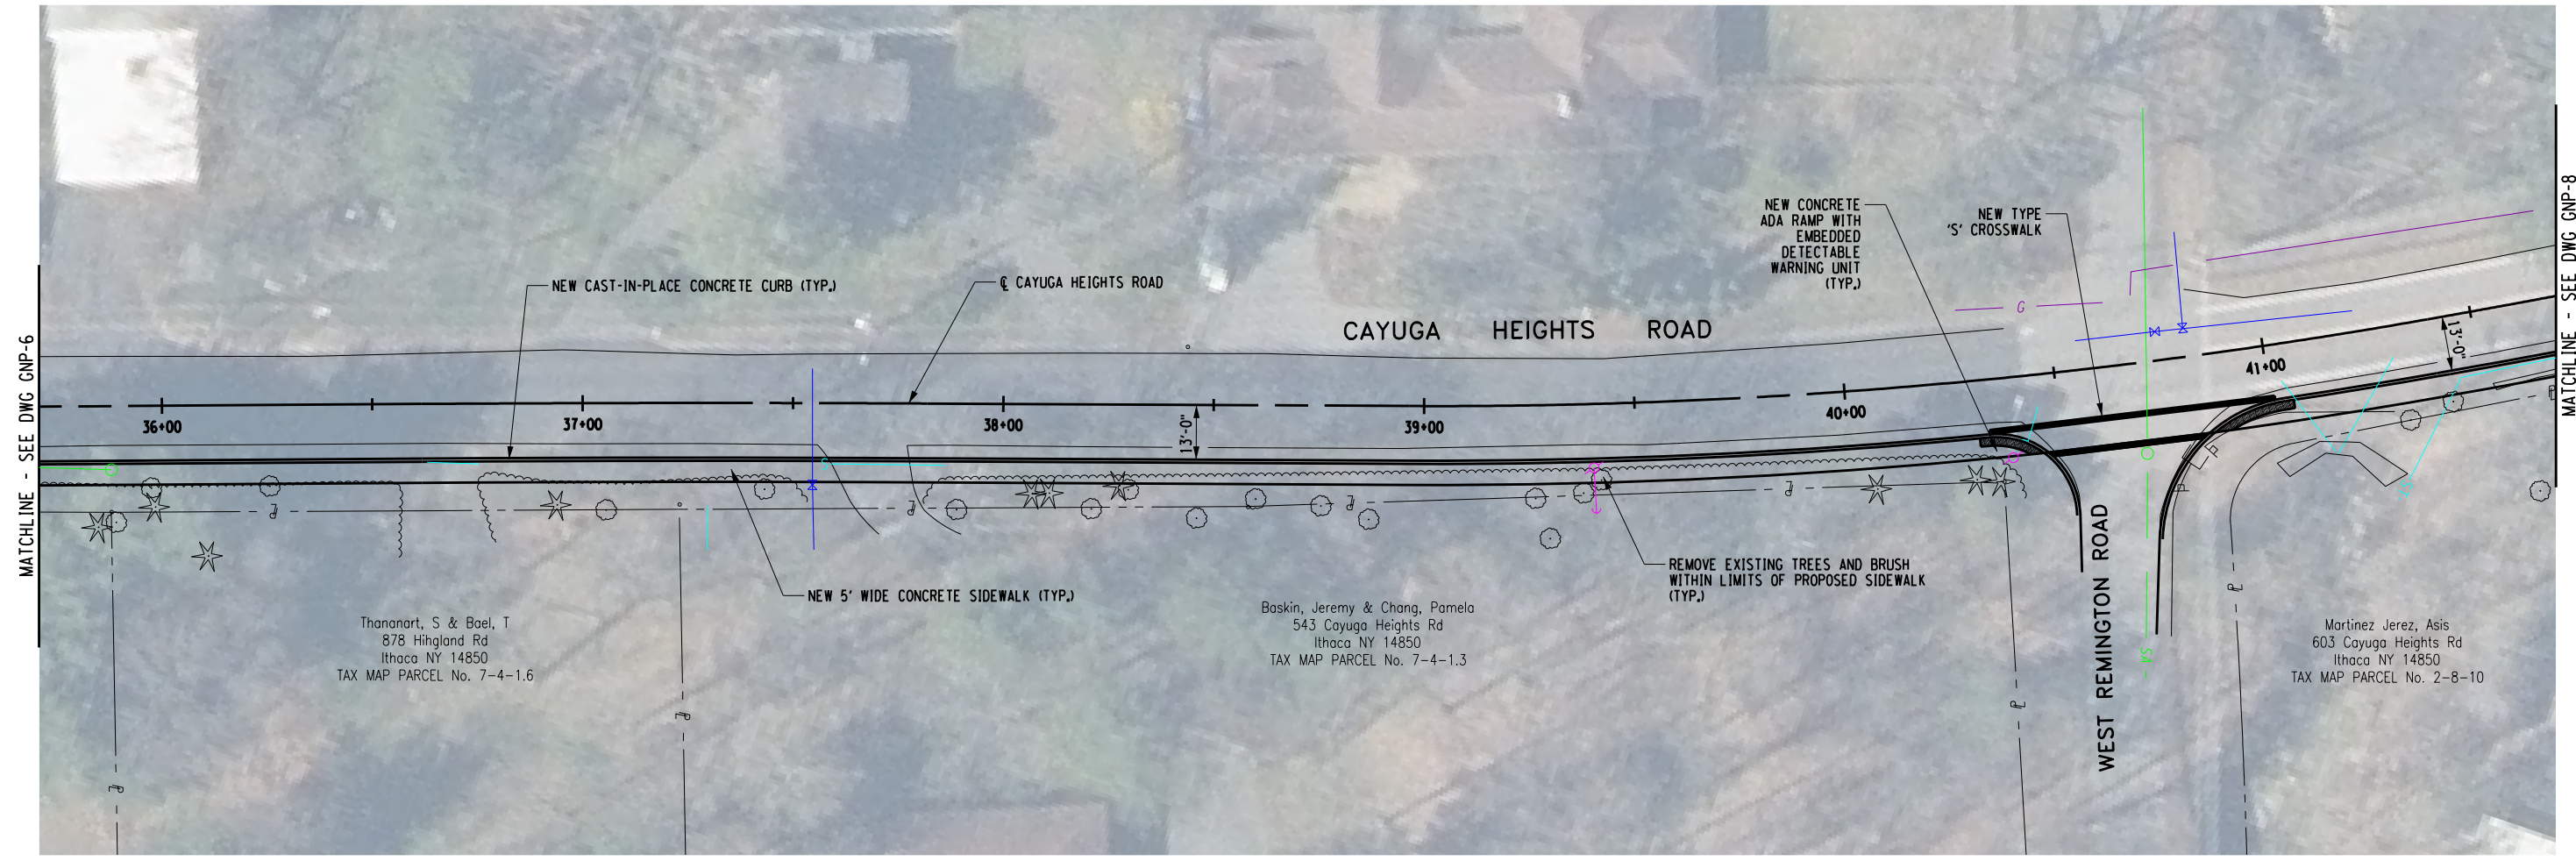 MATCHLINE - SEE DWG GNP-6
NEW CAST-IN-PLACE CONCRETE CURB (TYP.)
℄ CAYUGA HEIGHTS ROAD
CAYUGA HEIGHTS ROAD
NEW CONCRETE
ADA RAMP WITH
EMBEDDED
DETECTABLE
WARNING UNIT
(TYP.)
NEW TYPE
'S' CROSSWALK
G
MATCHLINE - SEE DWG GNP-8
36+00
37+00
38+00
39+00
40+00
41+00
13'-0"
13'-0"
S
NEW 5' WIDE CONCRETE SIDEWALK (TYP.)
REMOVE EXISTING TREES AND BRUSH
WITHIN LIMITS OF PROPOSED SIDEWALK
(TYP.)
Thananart, S & Bael, T
878 Hihgland Rd
Ithaca NY 14850
TAX MAP PARCEL No. 7-4-1.6
Baskin, Jeremy & Chang, Pamela
543 Cayuga Heights Rd
Ithaca NY 14850
TAX MAP PARCEL No. 7-4-1.3
WEST REMINGTON ROAD
SA
Martinez Jerez, Asis
603 Cayuga Heights Rd
Ithaca NY 14850
TAX MAP PARCEL No. 2-8-10